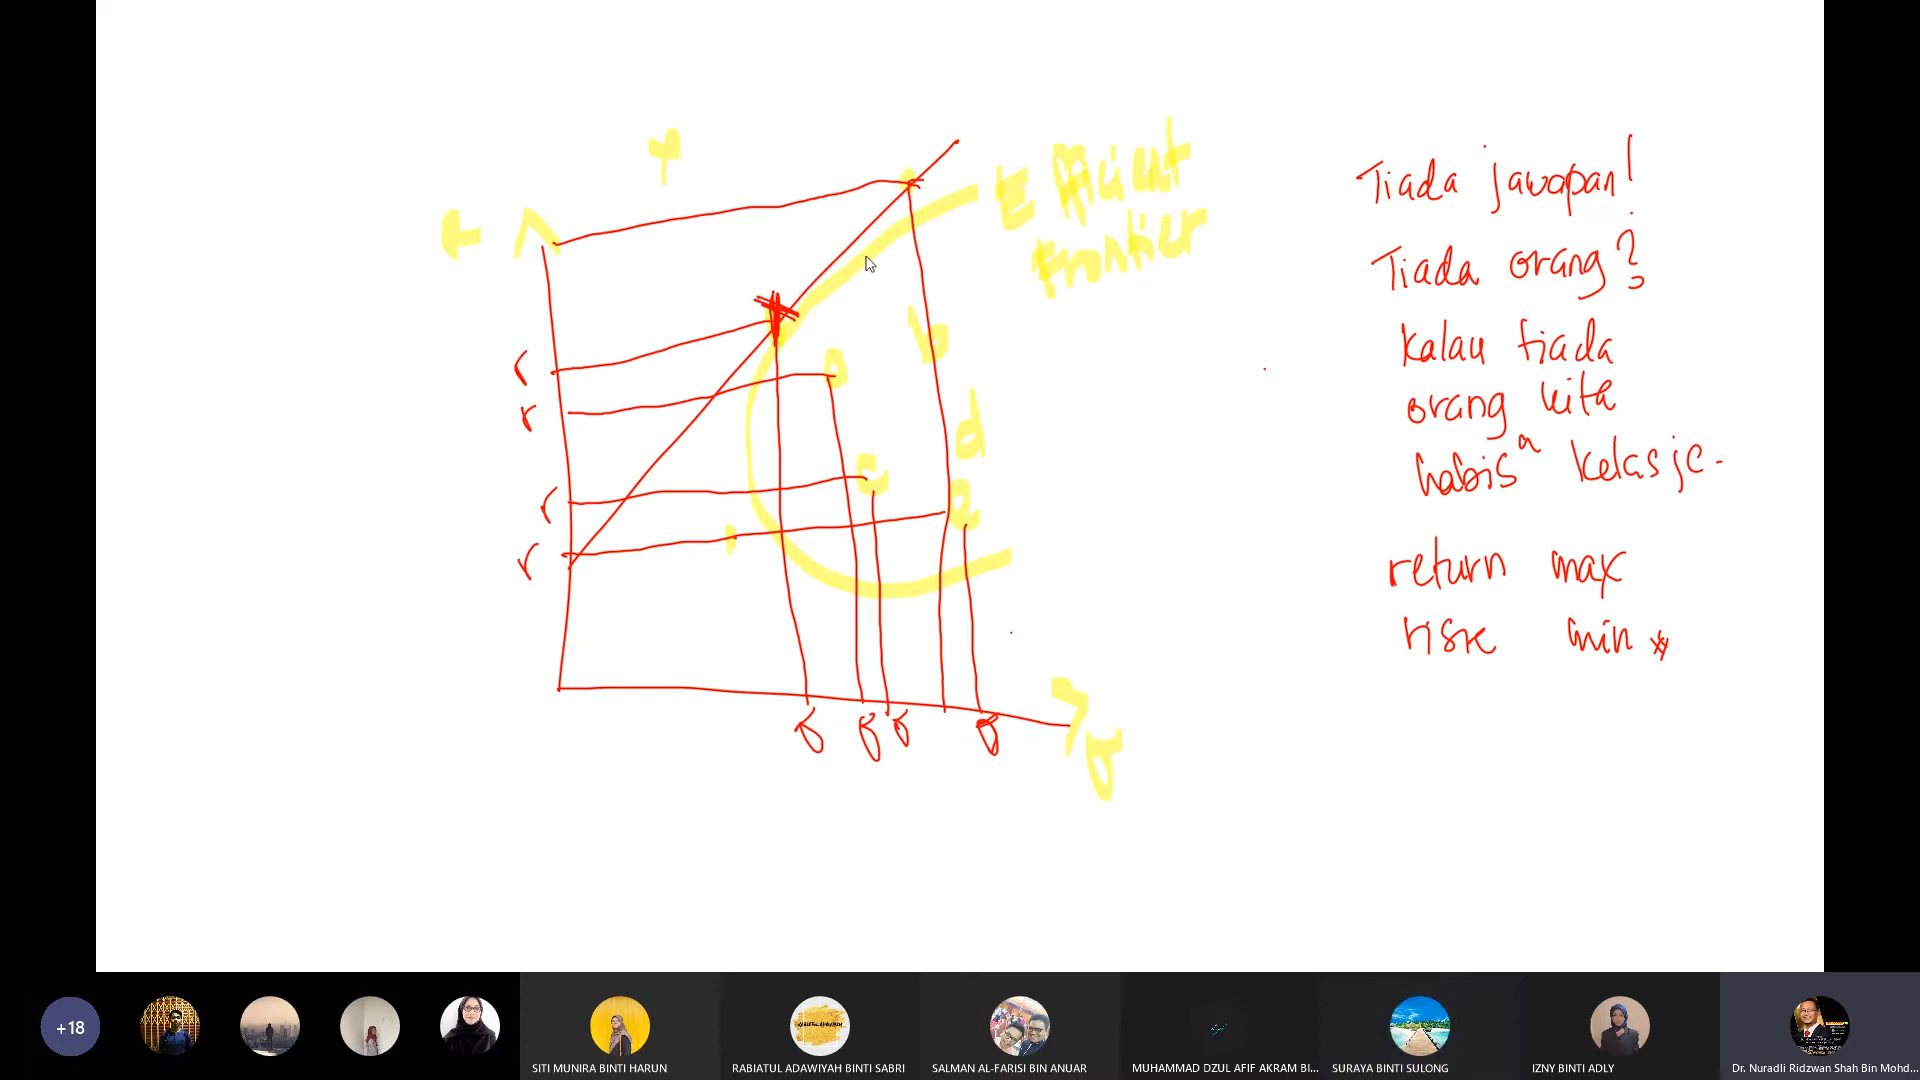 r
Efficient
frontier
r
b
a
r
r
d
c
r
e
r
σ σ σ σ
σ
Tiada jawapan!
Tiada orang?
kalau tiada
orang kita
habis kelas je.
return max
risk min *
+18
SITI MUNIRA BINTI HARUN
RABIATUL ADAWIYAH BINTI SABRI
SALMAN AL-FARISI BIN ANUAR
MUHAMMAD DZUL AFIF AKRAM BI...
SURAYA BINTI SULONG
IZNY BINTI ADLY
Dr. Nuradli Ridzwan Shah Bin Mohd...